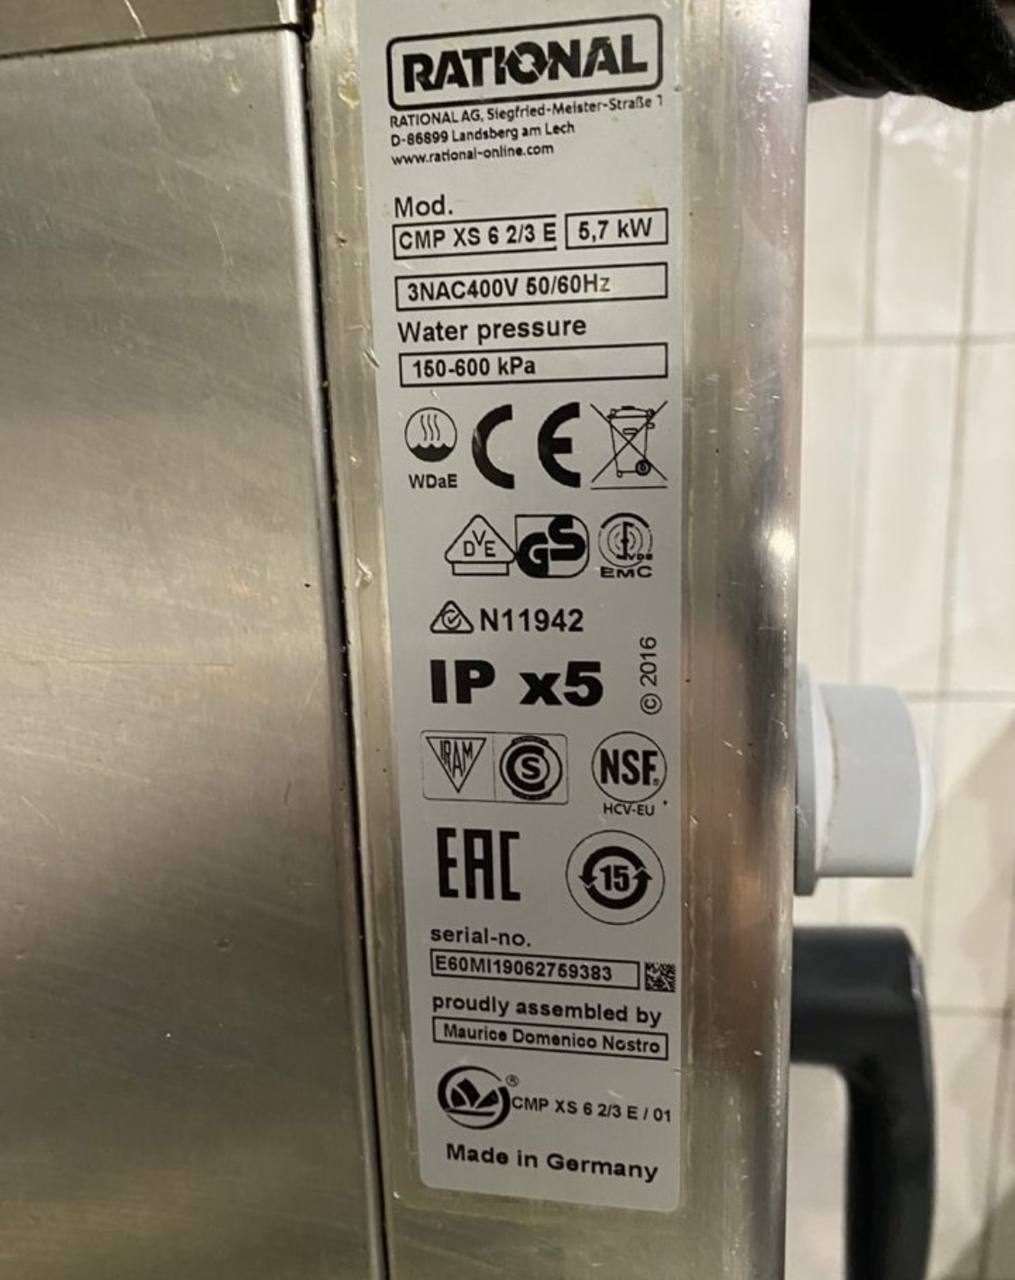 RATIONAL
RATIONAL AG, Siegfried-Meister-Straße 1
D-86899 Landsberg am Lech
www.rational-online.com
Mod.
CMP XS 6 2/3 E 5,7 kW
3NAC400V 50/60Hz
Water pressure
150-600 kPa
WDaE CE
DVE GS VDE
EMC
N11942
IP x5
© 2016
IRAM S NSF®
HCV-EU
EAC 15
serial-no.
E60MI19062759383
proudly assembled by
Maurice Domenico Nostro
® CMP XS 6 2/3 E / 01
Made in Germany